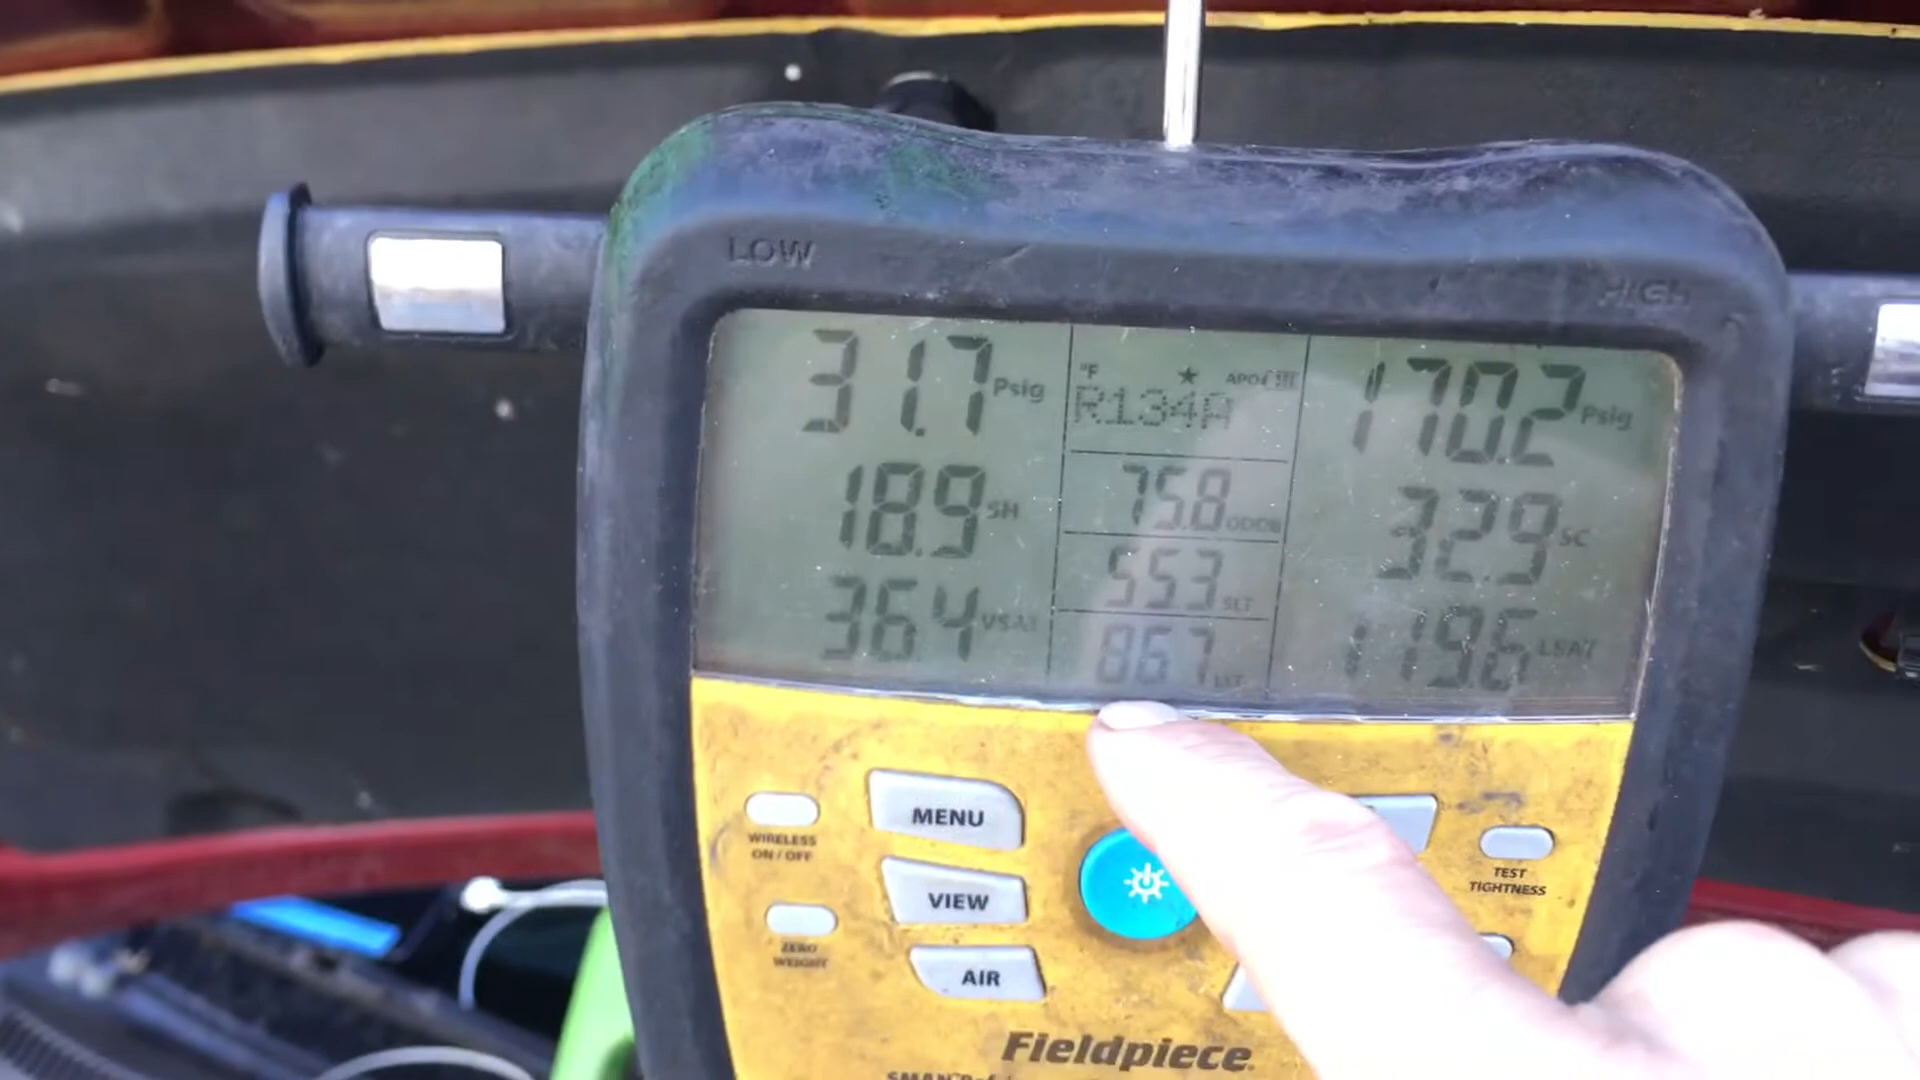 LOW
HIGH
31.7 Psig
°F
R134A
170.2 Psig
18.9 SH
75.8 ODDB
32.9 SC
36.4 VSAT
55.3 SLT
119.6 LSAT
86.7 LLT
MENU
WIRELESS
ON / OFF
TEST
TIGHTNESS
VIEW
ZERO
WEIGHT
AIR
Fieldpiece